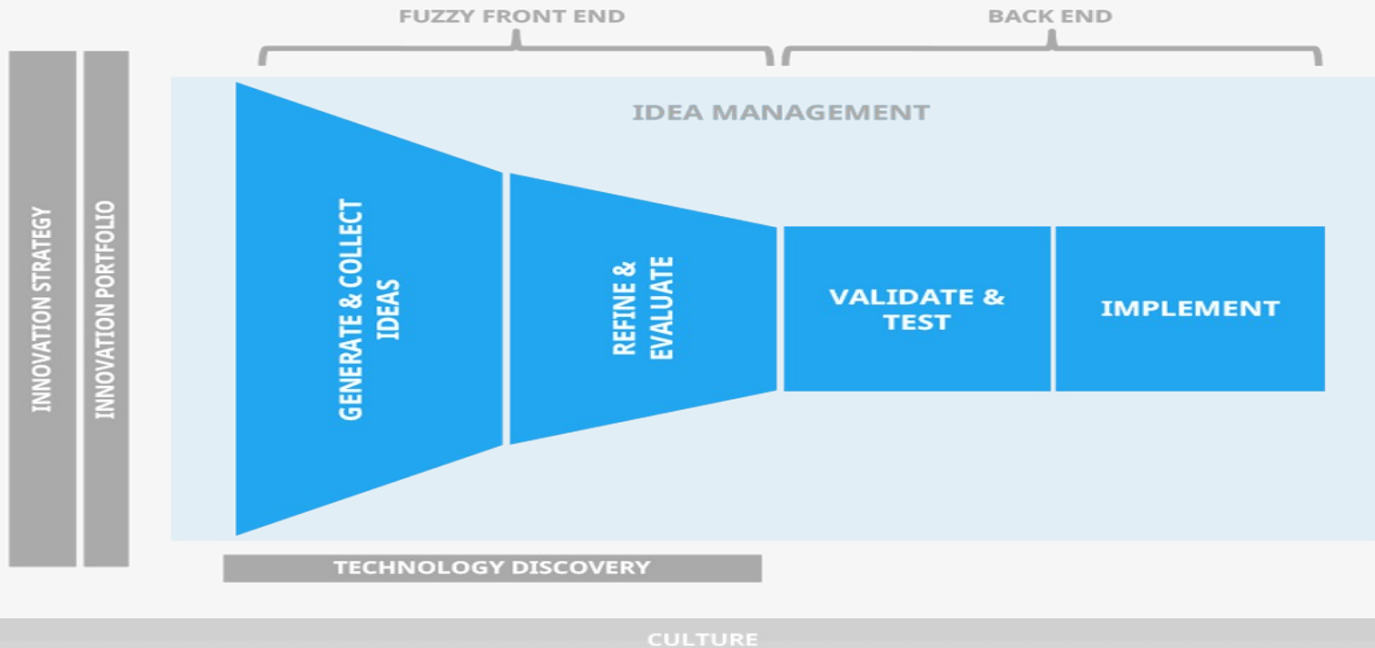 FUZZY FRONT END
BACK END
IDEA MANAGEMENT
INNOVATION STRATEGY
INNOVATION PORTFOLIO
GENERATE & COLLECT
IDEAS
REFINE &
EVALUATE
VALIDATE &
TEST
IMPLEMENT
TECHNOLOGY DISCOVERY
CULTURE